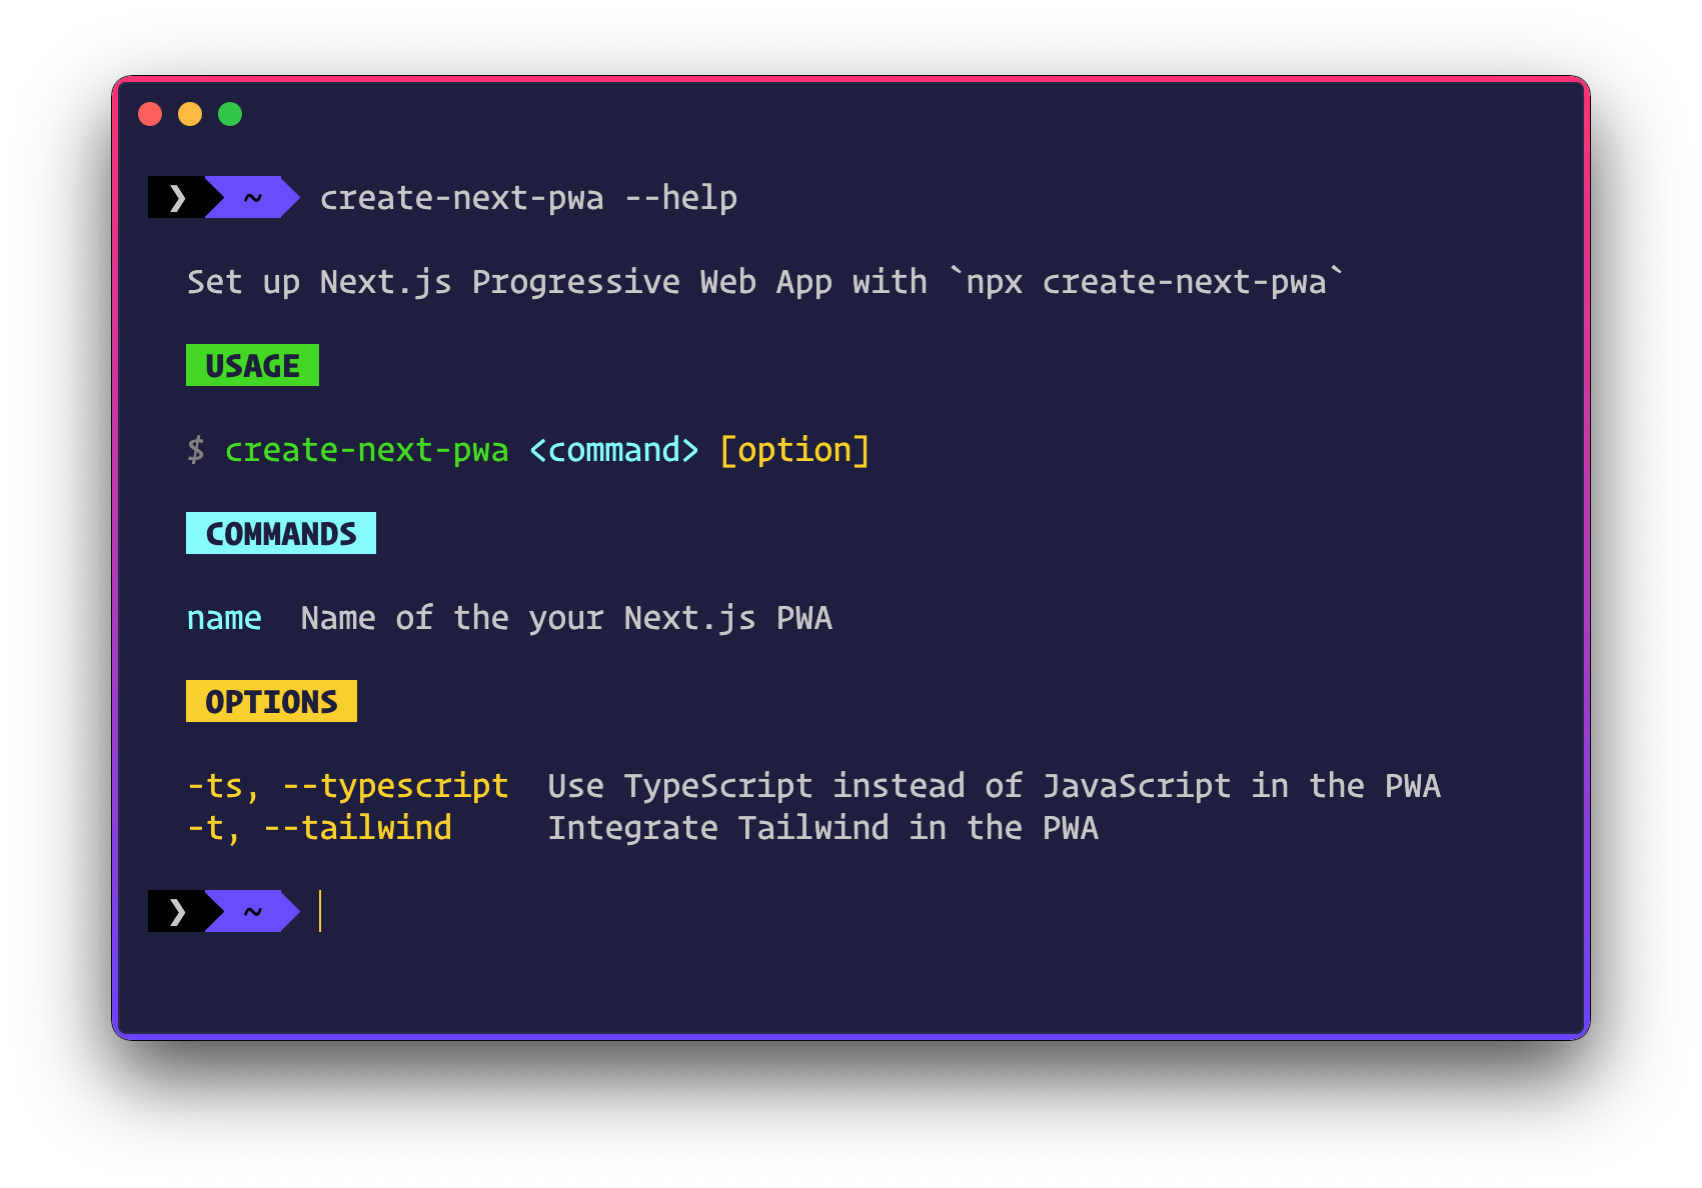 ❯ ~ create-next-pwa --help
Set up Next.js Progressive Web App with `npx create-next-pwa`
USAGE
$ create-next-pwa <command> [option]
COMMANDS
name  Name of the your Next.js PWA
OPTIONS
-ts, --typescript  Use TypeScript instead of JavaScript in the PWA
-t, --tailwind     Integrate Tailwind in the PWA
❯ ~